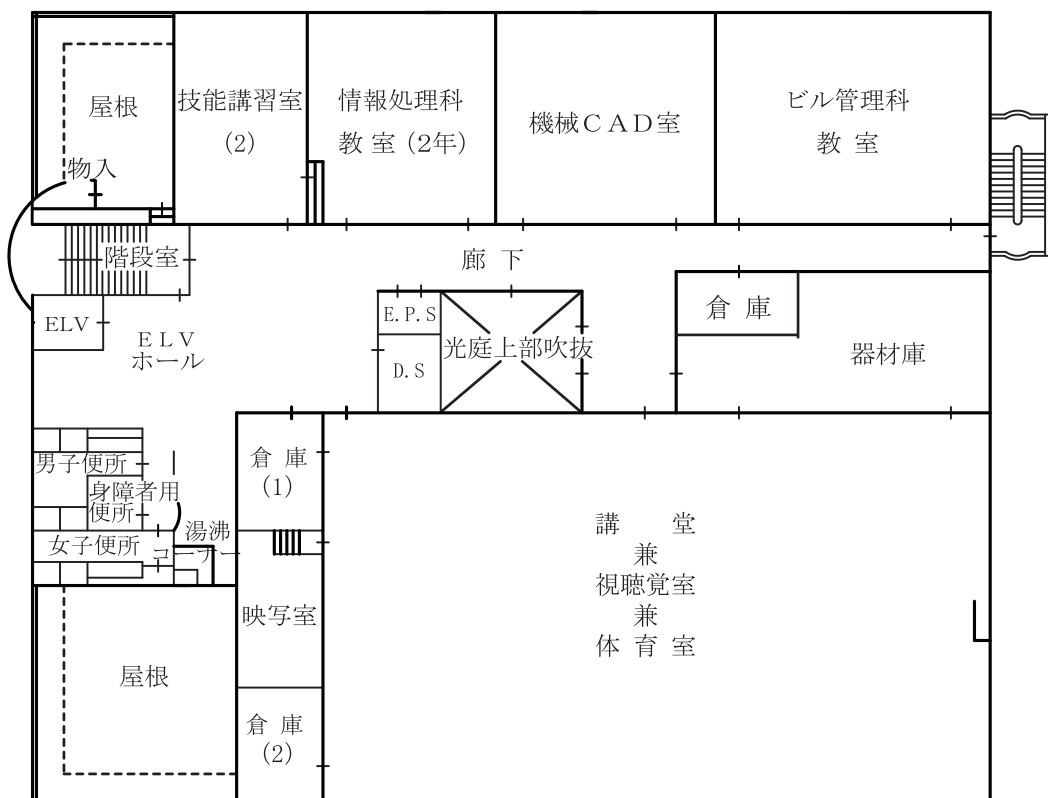 屋根
物入
技能講習室
(2)
情報処理科
教室(2年)
機械CAD室
ビル管理科
教室
階段室
廊下
ELV
ELV
ホール
E.P.S
D.S
光庭上部吹抜
倉庫
器材庫
男子便所
身障者用
便所
女子便所
湯沸
コーナー
倉庫
(1)
映写室
倉庫
(2)
屋根
講堂
兼
視聴覚室
兼
体育室